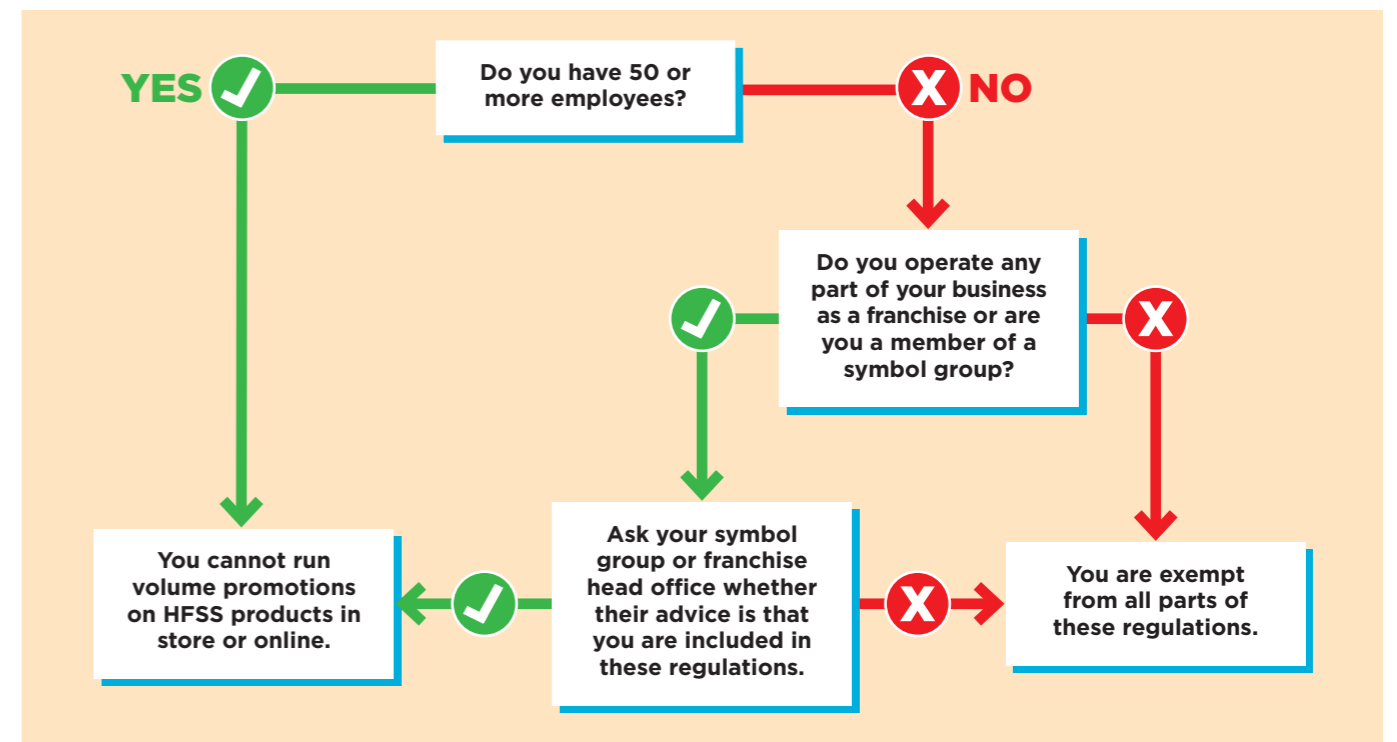 YES
Do you have 50 or
more employees?
X NO
Do you operate any
part of your business
as a franchise or are
you a member of a
symbol group?
X
You cannot run
volume promotions
on HFSS products in
store or online.
Ask your symbol
group or franchise
head office whether
their advice is that
you are included in
these regulations.
X
You are exempt
from all parts of
these regulations.